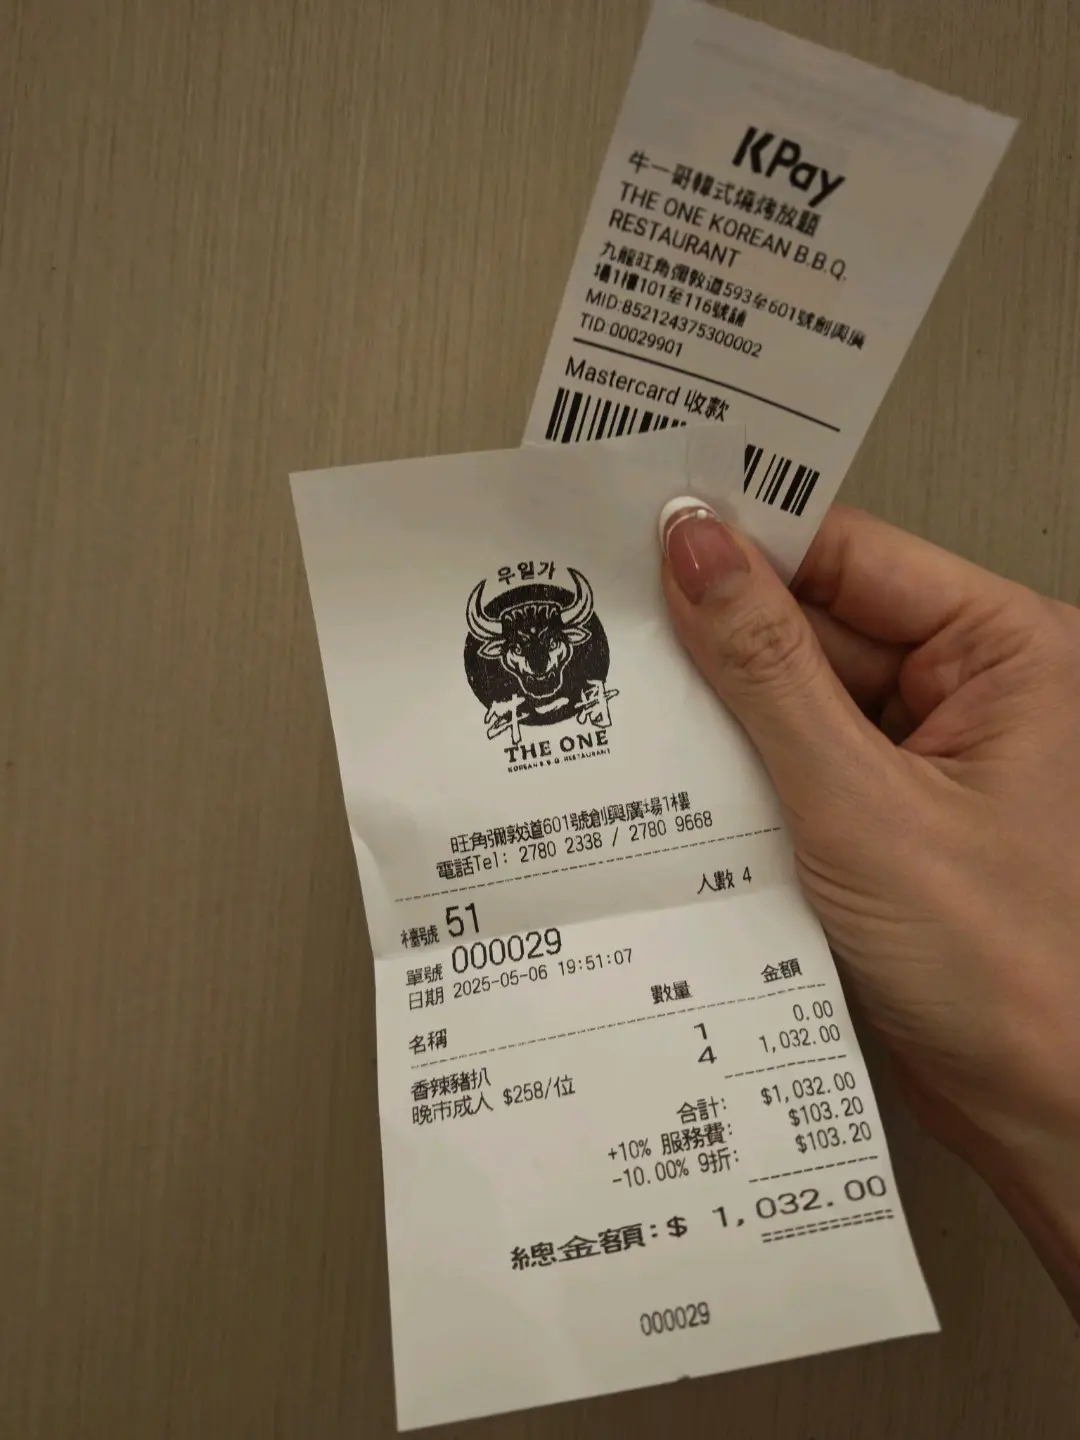 KPay
牛一哥韓式燒烤放題
THE ONE KOREAN B.B.Q.
RESTAURANT
九龍旺角彌敦道593至601號創興廣
場1樓101至116號舖
MID:852124375300002
TID:00029901
Mastercard 收款
우일가
牛一哥
THE ONE
KOREAN B.B.Q. RESTAURANT
旺角彌敦道601號創興廣場1樓
電話Tel: 2780 2338 / 2780 9668
檯號 51 人數 4
單號 000029
日期 2025-05-06 19:51:07
名稱 數量 金額
香辣豬扒 1 0.00
晚市成人 $258/位 4 1,032.00
合計: $1,032.00
+10% 服務費: $103.20
-10.00% 9折: $103.20
總金額:$ 1,032.00
000029